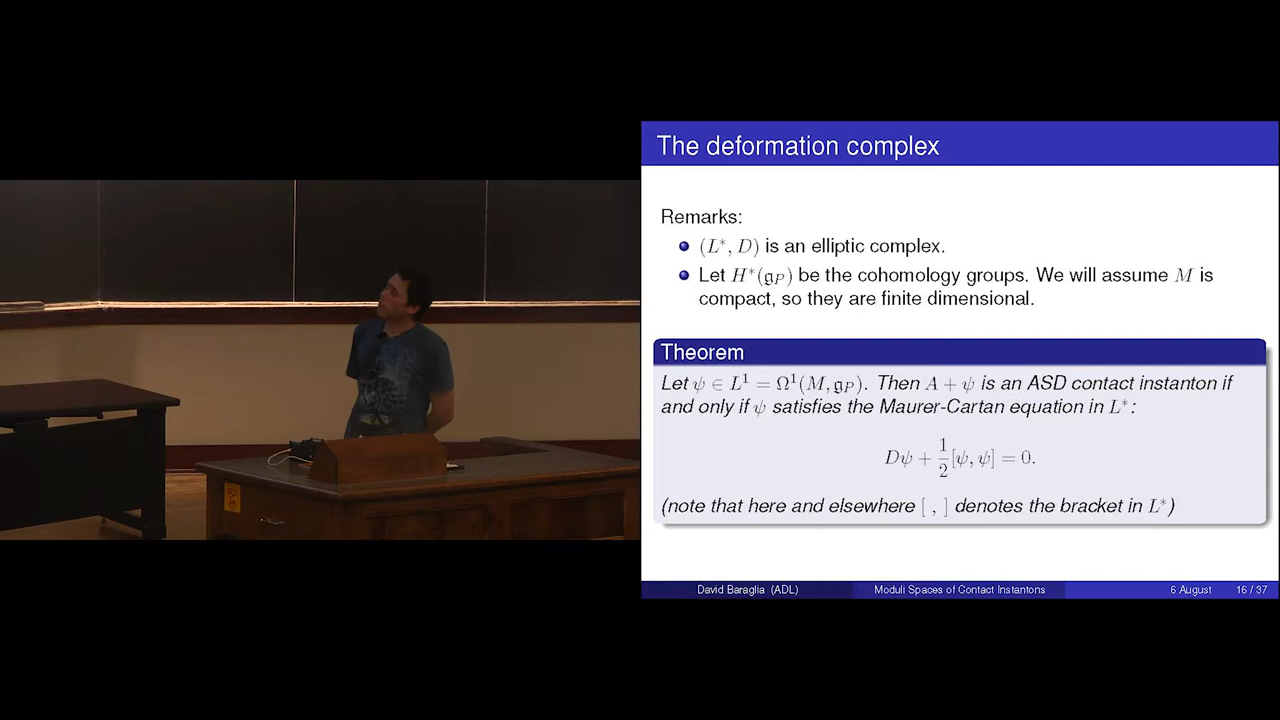 The deformation complex
Remarks:
(L*, D) is an elliptic complex.
Let H*(𝔤_P) be the cohomology groups. We will assume M is
compact, so they are finite dimensional.
Theorem
Let ψ ∈ L¹ = Ω¹(M, 𝔤_P). Then A + ψ is an ASD contact instanton if
and only if ψ satisfies the Maurer-Cartan equation in L*:
Dψ + 1/2[ψ, ψ] = 0.
(note that here and elsewhere [ , ] denotes the bracket in L*)
David Baraglia (ADL) Moduli Spaces of Contact Instantons 6 August 16 / 37